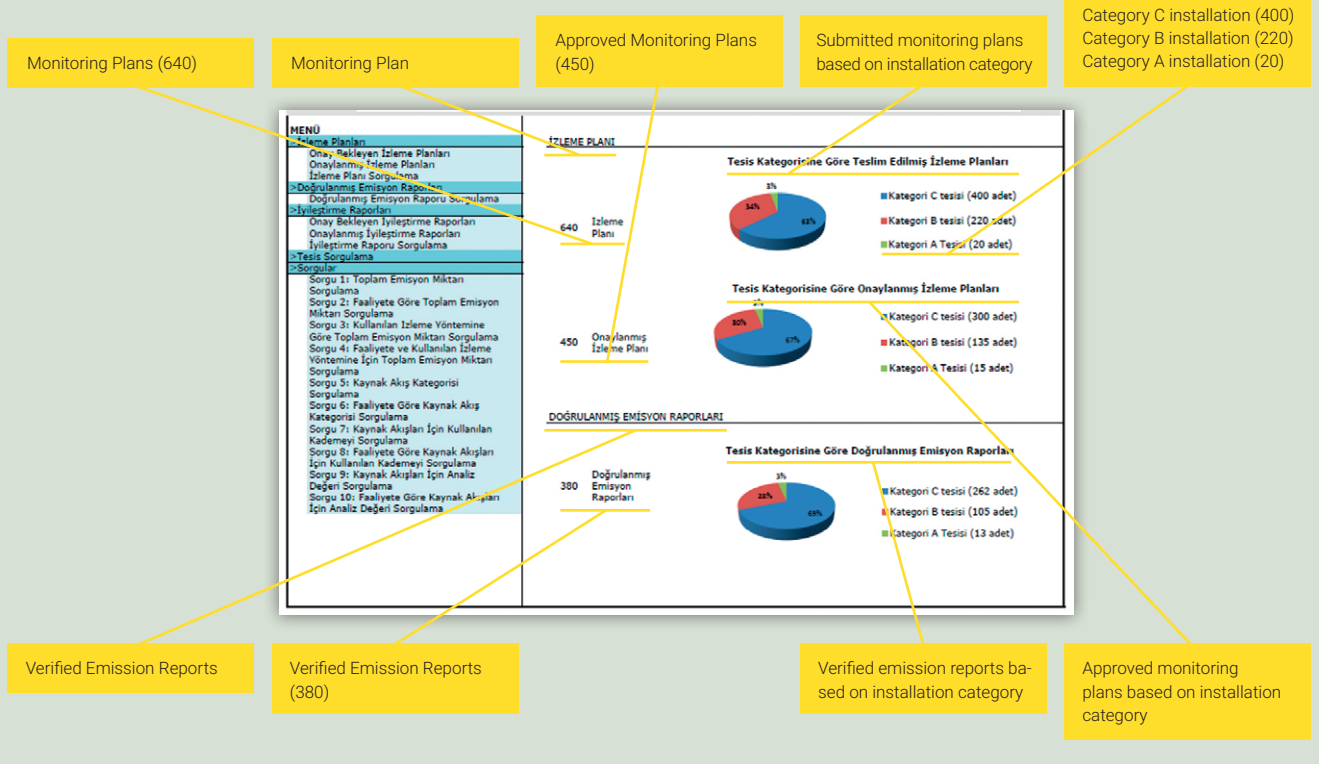 Monitoring Plans (640)
Monitoring Plan
Approved Monitoring Plans
(450)
Submitted monitoring plans
based on installation category
Category C installation (400)
Category B installation (220)
Category A installation (20)
MENÜ
>İzleme Planları
Onay Bekleyen İzleme Planları
Onaylanmış İzleme Planları
İzleme Planı Sorgulama
>Doğrulanmış Emisyon Raporları
Doğrulanmış Emisyon Raporu Sorgulama
>İyileştirme Raporları
Onay Bekleyen İyileştirme Raporları
Onaylanmış İyileştirme Raporları
İyileştirme Raporu Sorgulama
>Tesis Sorgulama
>Sorgular
Sorgu 1: Toplam Emisyon Miktarı
Sorgulama
Sorgu 2: Faaliyete Göre Toplam Emisyon
Miktarı Sorgulama
Sorgu 3: Kullanılan İzleme Yöntemine
Göre Toplam Emisyon Miktarı Sorgulama
Sorgu 4: Faaliyete ve Kullanılan İzleme
Yöntemine İçin Toplam Emisyon Miktarı
Sorgulama
Sorgu 5: Kaynak Akış Kategorisi
Sorgulama
Sorgu 6: Faaliyete Göre Kaynak Akış
Kategorisi Sorgulama
Sorgu 7: Kaynak Akışları İçin Kullanılan
Kademeyi Sorgulama
Sorgu 8: Faaliyete Göre Kaynak Akışları
İçin Kullanılan Kademeyi Sorgulama
Sorgu 9: Kaynak Akışları İçin Analiz
Değeri Sorgulama
Sorgu 10: Faaliyete Göre Kaynak Akışları
İçin Analiz Değeri Sorgulama
İZLEME PLANI
Tesis Kategorisine Göre Teslim Edilmiş İzleme Planları
3%
34%
63%
640 İzleme
Planı
Kategori C tesisi (400 adet)
Kategori B tesisi (220 adet)
Kategori A Tesisi (20 adet)
Tesis Kategorisine Göre Onaylanmış İzleme Planları
3%
30%
67%
450 Onaylanmış
İzleme Planı
Kategori C tesisi (300 adet)
Kategori B tesisi (135 adet)
Kategori A Tesisi (15 adet)
DOĞRULANMIŞ EMİSYON RAPORLARI
Tesis Kategorisine Göre Doğrulanmış Emisyon Raporları
3%
28%
69%
380 Doğrulanmış
Emisyon
Raporları
Kategori C tesisi (262 adet)
Kategori B tesisi (105 adet)
Kategori A Tesisi (13 adet)
Verified Emission Reports
Verified Emission Reports
(380)
Verified emission reports ba-
sed on installation category
Approved monitoring
plans based on installation
category